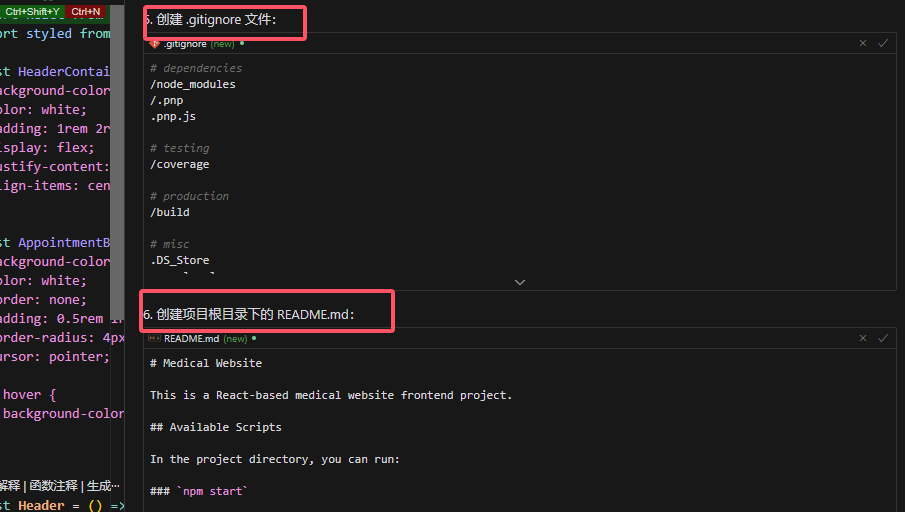 Ctrl+Shift+Y Ctrl+N
ort styled from
st HeaderContai
background-color
olor: white;
adding: 1rem 2r
isplay: flex;
ustify-content:
lign-items: cen
st AppointmentB
background-color
olor: white;
order: none;
adding: 0.5rem 1r
order-radius: 4px
ursor: pointer;
hover {
background-color
解释 | 函数注释 | 生成…
st Header = () =>
5. 创建 .gitignore 文件:
.gitignore (new)
# dependencies
/node_modules
/.pnp
.pnp.js
# testing
/coverage
# production
/build
# misc
.DS_Store
6. 创建项目根目录下的 README.md:
README.md (new)
# Medical Website
This is a React-based medical website frontend project.
## Available Scripts
In the project directory, you can run:
### `npm start`